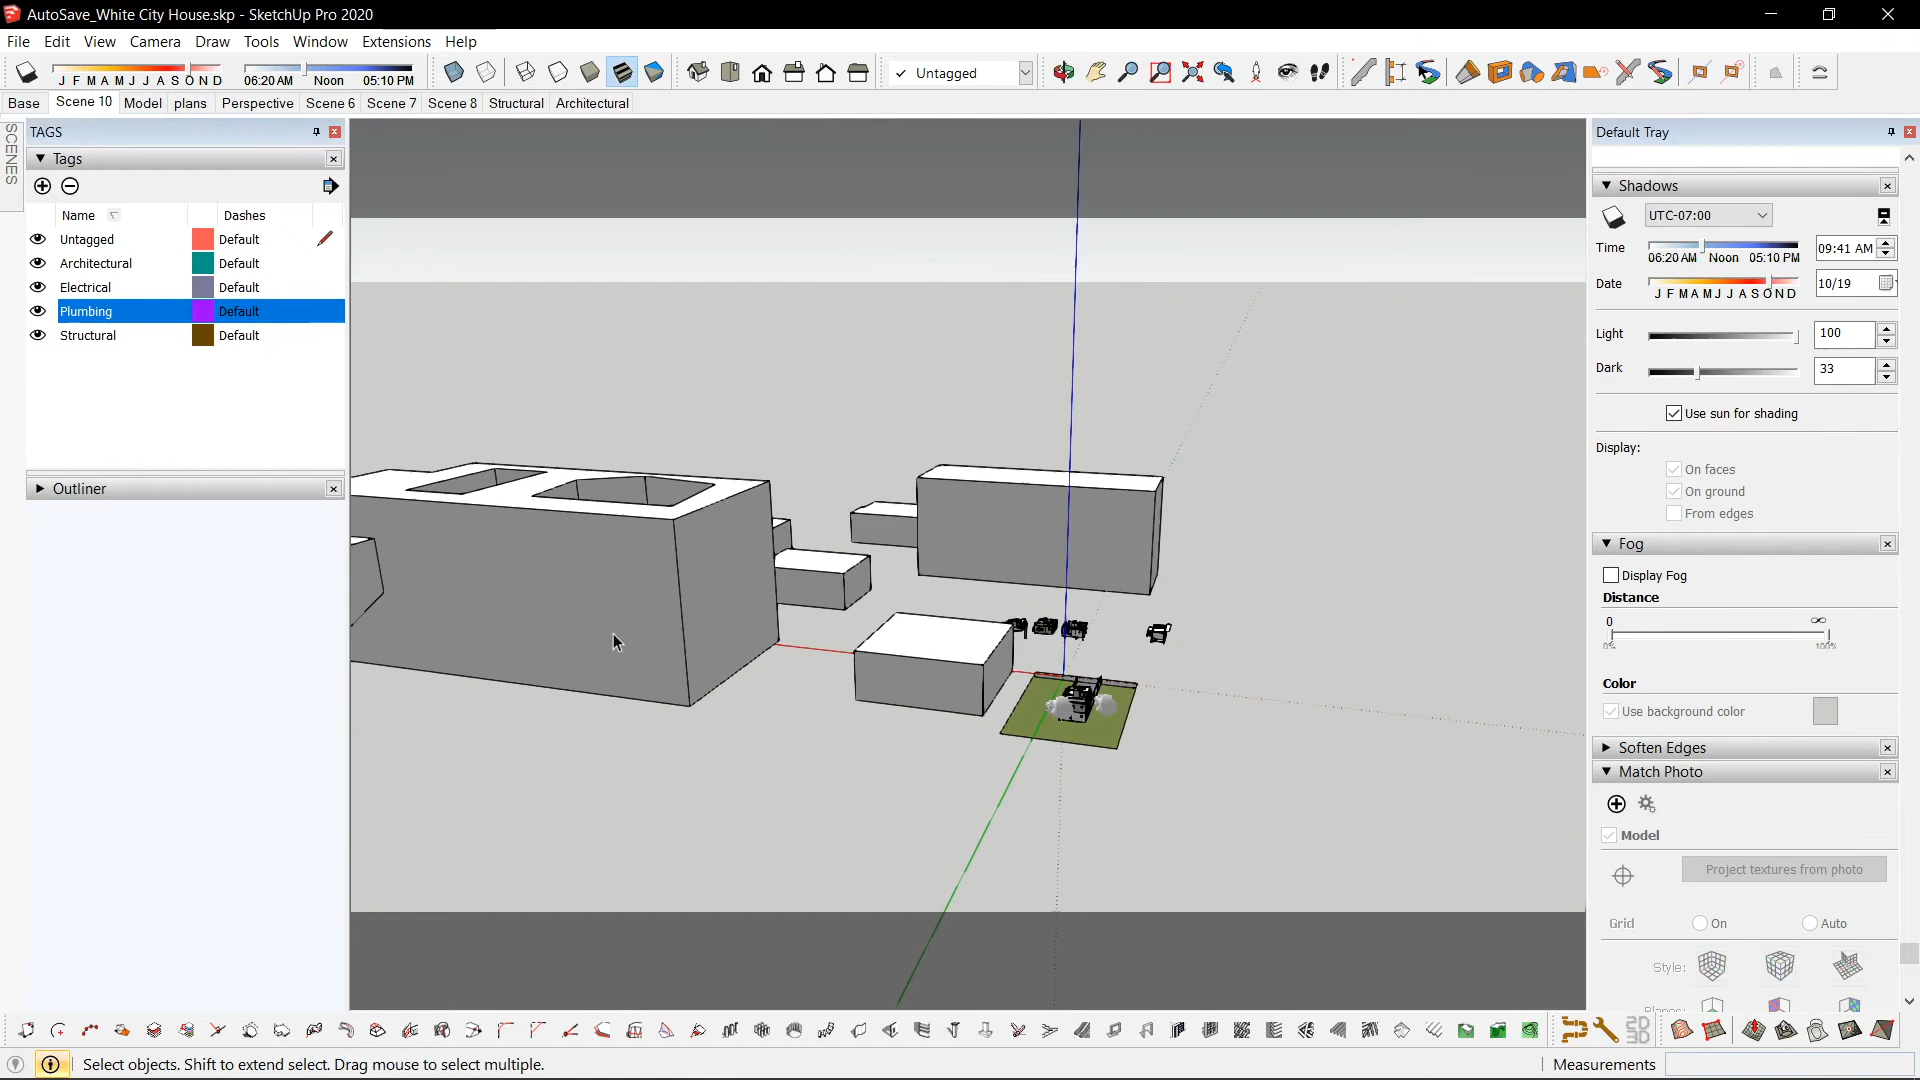 AutoSave_White City House.skp - SketchUp Pro 2020
File Edit View Camera Draw Tools Window Extensions Help
J F M A M J J A S O N D 06:20 AM Noon 05:10 PM Untagged
Base Scene 10 Model plans Perspective Scene 6 Scene 7 Scene 8 Structural Architectural
SCENES
TAGS
Tags
Name Dashes
Untagged Default
Architectural Default
Electrical Default
Plumbing Default
Structural Default
Outliner
Default Tray
Shadows
UTC-07:00
Time 06:20 AM Noon 05:10 PM 09:41 AM
Date J F M A M J J A S O N D 10/19
Light 100
Dark 33
Use sun for shading
Display:
On faces
On ground
From edges
Fog
Display Fog
Distance
0 ∞
0% 100%
Color
Use background color
Soften Edges
Match Photo
Model
Project textures from photo
Grid On Auto
Style:
Planes:
2D
Select objects. Shift to extend select. Drag mouse to select multiple.
Measurements